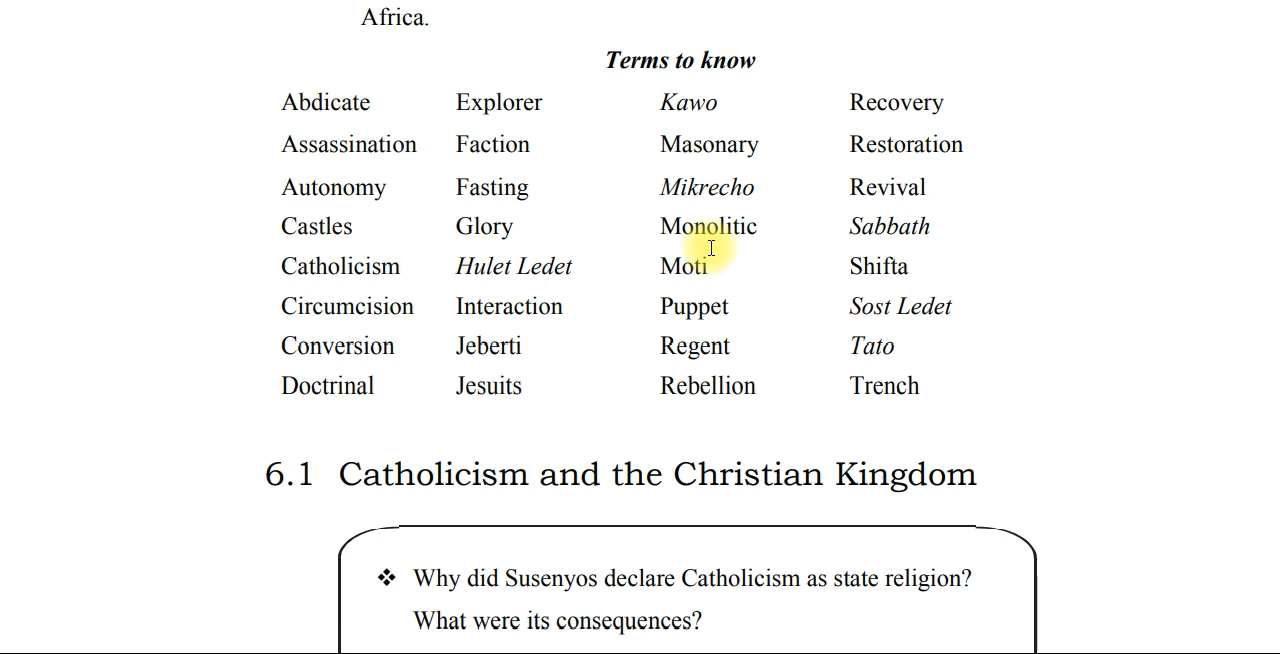 Africa.
Terms to know
Abdicate Explorer Kawo Recovery
Assassination Faction Masonary Restoration
Autonomy Fasting Mikrecho Revival
Castles Glory Monolitic Sabbath
Catholicism Hulet Ledet Moti Shifta
Circumcision Interaction Puppet Sost Ledet
Conversion Jeberti Regent Tato
Doctrinal Jesuits Rebellion Trench
6.1 Catholicism and the Christian Kingdom
❖ Why did Susenyos declare Catholicism as state religion?
What were its consequences?